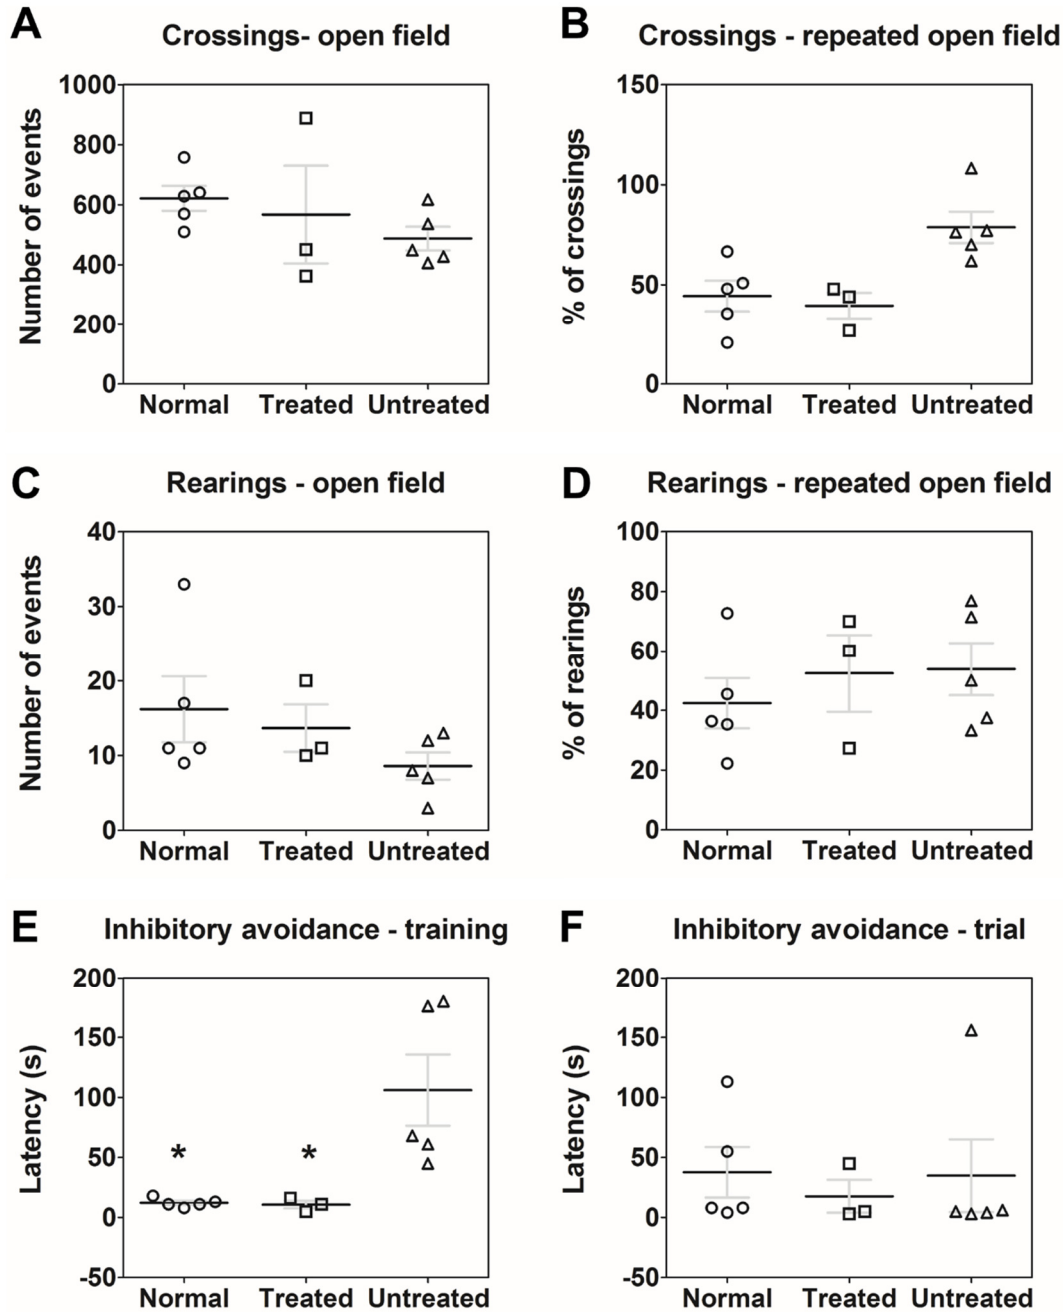 A
Crossings- open field
Number of events
1000
800
600
400
200
0
Normal Treated Untreated
B
Crossings - repeated open field
% of crossings
150
100
50
0
Normal Treated Untreated
C
Rearings - open field
Number of events
40
30
20
10
0
Normal Treated Untreated
D
Rearings - repeated open field
% of rearings
100
80
60
40
20
0
Normal Treated Untreated
E
Inhibitory avoidance - training
Latency (s)
200
150
100
50
0
-50
* *
Normal Treated Untreated
F
Inhibitory avoidance - trial
Latency (s)
200
150
100
50
0
-50
Normal Treated Untreated